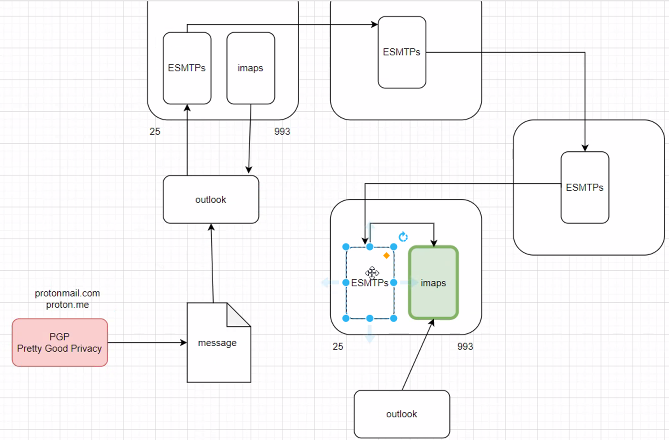 ESMTPs
imaps
ESMTPs
25
993
ESMTPs
outlook
ESMTPs
imaps
protonmail.com
proton.me
PGP
Pretty Good Privacy
message
25
993
outlook